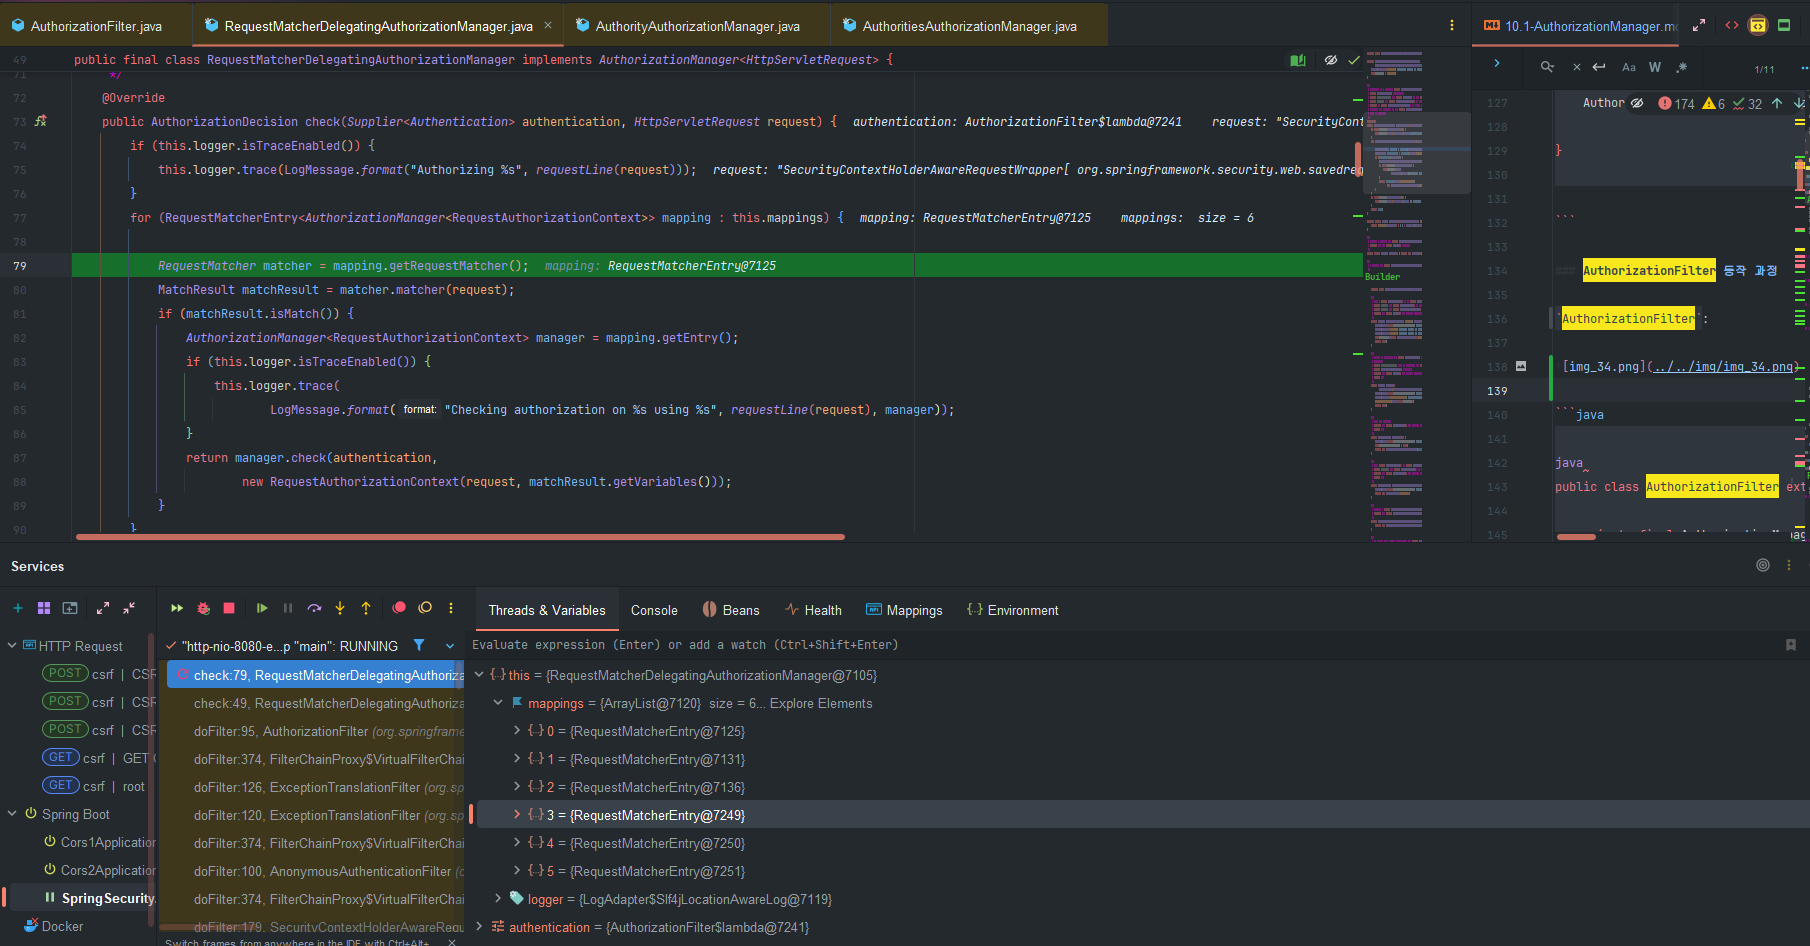 AuthorizationFilter.java
RequestMatcherDelegatingAuthorizationManager.java
AuthorityAuthorizationManager.java
AuthoritiesAuthorizationManager.java
49 public final class RequestMatcherDelegatingAuthorizationManager implements AuthorizationManager<HttpServletRequest> {
71 */
72 @Override
73 public AuthorizationDecision check(Supplier<Authentication> authentication, HttpServletRequest request) { authentication: AuthorizationFilter$lambda@7241 request: "SecurityCont
74 if (this.logger.isTraceEnabled()) {
75 this.logger.trace(LogMessage.format("Authorizing %s", requestLine(request))); request: "SecurityContextHolderAwareRequestWrapper[ org.springframework.security.web.savedreq
76 }
77 for (RequestMatcherEntry<AuthorizationManager<RequestAuthorizationContext>> mapping : this.mappings) { mapping: RequestMatcherEntry@7125 mappings: size = 6
78
79 RequestMatcher matcher = mapping.getRequestMatcher(); mapping: RequestMatcherEntry@7125
80 MatchResult matchResult = matcher.matcher(request);
81 if (matchResult.isMatch()) {
82 AuthorizationManager<RequestAuthorizationContext> manager = mapping.getEntry();
83 if (this.logger.isTraceEnabled()) {
84 this.logger.trace(
85 LogMessage.format( format: "Checking authorization on %s using %s", requestLine(request), manager));
86 }
87 return manager.check(authentication,
88 new RequestAuthorizationContext(request, matchResult.getVariables()));
89 }
90 }
Builder
10.1-AuthorizationManager.mc
Aa W .* 1/11
127 Author 174 6 32
128
129 }
130
131
132 ```
133
134 #### AuthorizationFilter 동작 과정
135
136 `AuthorizationFilter`:
137
138 [img_34.png](../../img/img_34.png)
139
140 ```java
141
142 java
143 public class AuthorizationFilter ext
144
145
Services
HTTP Request
POST csrf | CSR
POST csrf | CSR
POST csrf | CSR
GET csrf | GET
GET csrf | root
Spring Boot
Cors1Application
Cors2Application
SpringSecurity
Docker
"http-nio-8080-e...p "main": RUNNING
check:79, RequestMatcherDelegatingAuthoriza
check:49, RequestMatcherDelegatingAuthoriza
doFilter:95, AuthorizationFilter (org.springframe
doFilter:374, FilterChainProxy$VirtualFilterChai
doFilter:126, ExceptionTranslationFilter (org.sp
doFilter:120, ExceptionTranslationFilter (org.s
doFilter:374, FilterChainProxy$VirtualFilterChai
doFilter:100, AnonymousAuthenticationFilter (o
doFilter:374, FilterChainProxy$VirtualFilterChai
doFilter:179, SecurityContextHolderAwareRequ
Switch frames from anywhere in the IDE with Ctrl+Alt+
Threads & Variables
Console
Beans
Health
Mappings
Environment
Evaluate expression (Enter) or add a watch (Ctrl+Shift+Enter)
this = {RequestMatcherDelegatingAuthorizationManager@7105}
mappings = {ArrayList@7120} size = 6... Explore Elements
0 = {RequestMatcherEntry@7125}
1 = {RequestMatcherEntry@7131}
2 = {RequestMatcherEntry@7136}
3 = {RequestMatcherEntry@7249}
4 = {RequestMatcherEntry@7250}
5 = {RequestMatcherEntry@7251}
logger = {LogAdapter$Slf4jLocationAwareLog@7119}
authentication = {AuthorizationFilter$lambda@7241}